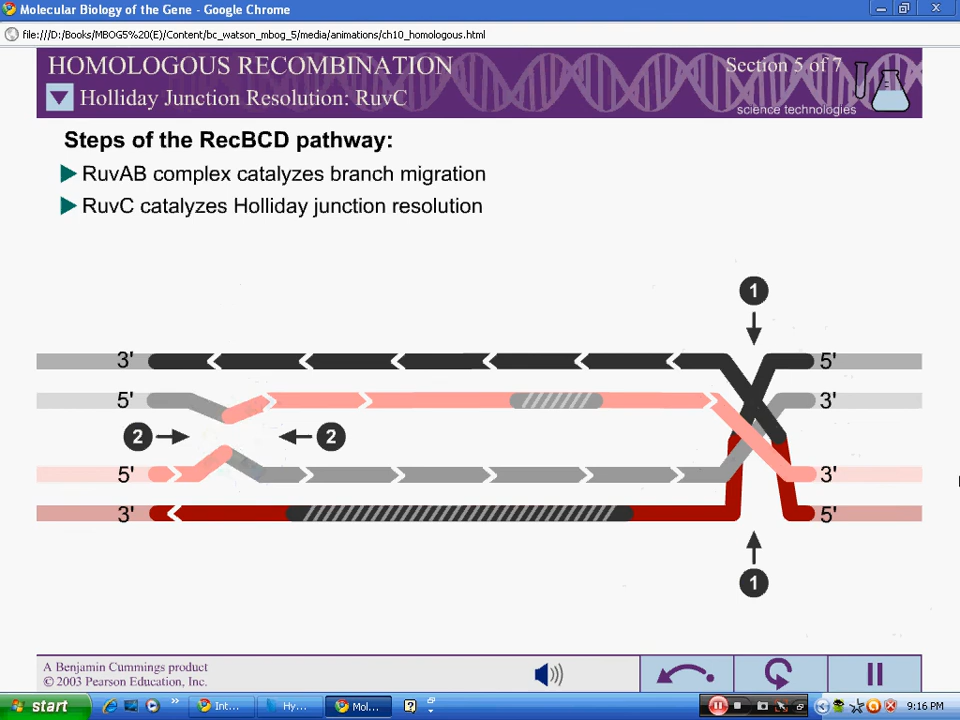 Molecular Biology of the Gene - Google Chrome
file:///D:/Books/MBOG5%20(E)/Content/bc_watson_mbog_5/media/animations/ch10_homologous.html
HOMOLOGOUS RECOMBINATION
Section 5 of 7
Holliday Junction Resolution: RuvC
science technologies
Steps of the RecBCD pathway:
RuvAB complex catalyzes branch migration
RuvC catalyzes Holliday junction resolution
1
3' 5'
5' 3'
2 2
5' 3'
3' 5'
1
A Benjamin Cummings product
© 2003 Pearson Education, Inc.
start
Int...
Hy...
Mol...
9:16 PM